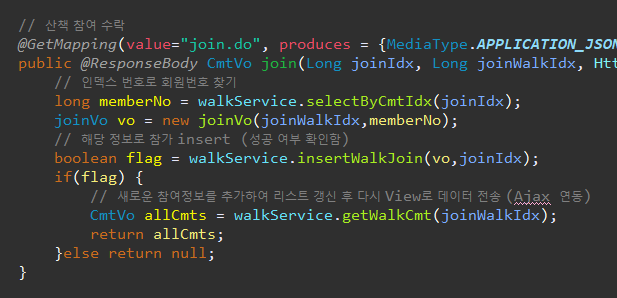 // 산책 참여 수락
@GetMapping(value="join.do", produces = {MediaType.APPLICATION_JSON
public @ResponseBody CmtVo join(Long joinIdx, Long joinWalkIdx, Htt
// 인덱스 번호로 회원번호 찾기
long memberNo = walkService.selectByCmtIdx(joinIdx);
joinVo vo = new joinVo(joinWalkIdx,memberNo);
// 해당 정보로 참가 insert (성공 여부 확인함)
boolean flag = walkService.insertWalkJoin(vo,joinIdx);
if(flag) {
// 새로운 참여정보를 추가하여 리스트 갱신 후 다시 View로 데이터 전송 (Ajax 연동)
CmtVo allCmts = walkService.getWalkCmt(joinWalkIdx);
return allCmts;
}else return null;
}